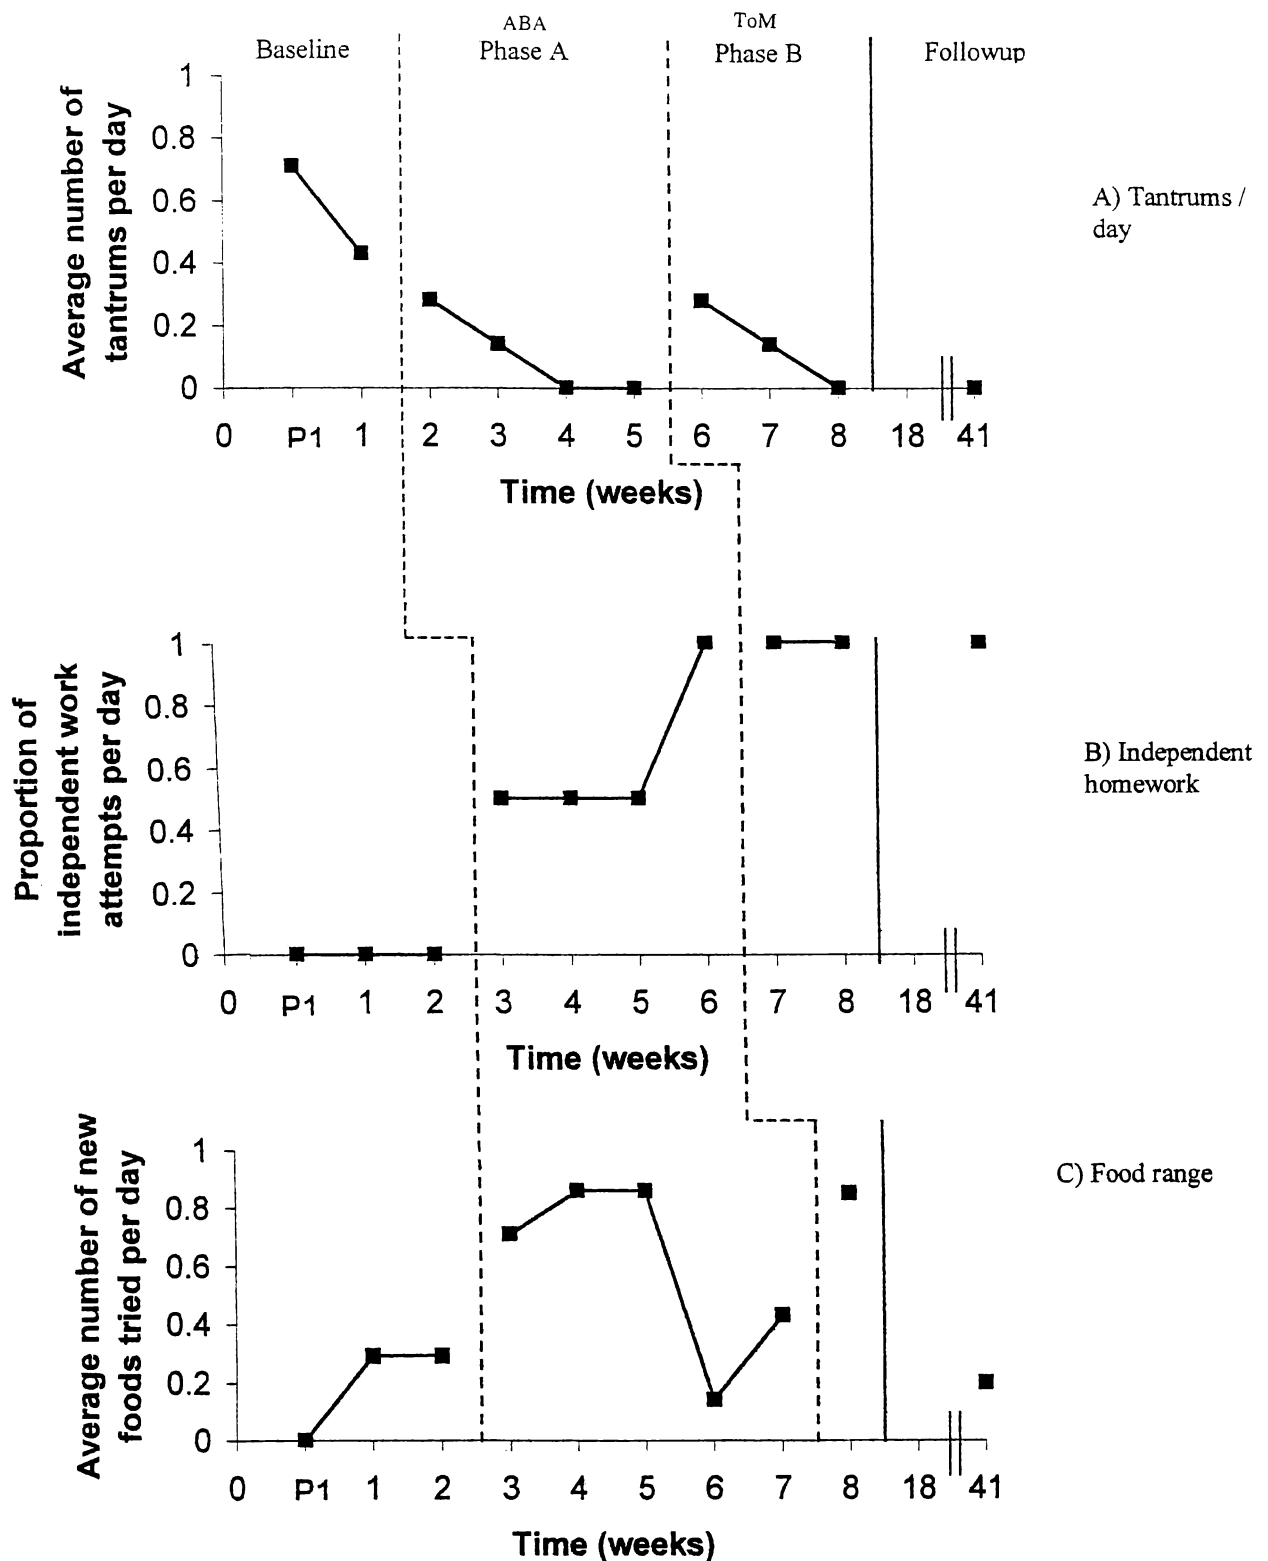 ABA
ToM
Baseline
Phase A
Phase B
Followup
Average number of
tantrums per day
1
0.8
0.6
0.4
0.2
0
A) Tantrums /
day
0 P1 1 2 3 4 5 6 7 8 18 41
Time (weeks)
Proportion of
independent work
attempts per day
1
0.8
0.6
0.4
0.2
0
B) Independent
homework
0 P1 1 2 3 4 5 6 7 8 18 41
Time (weeks)
Average number of new
foods tried per day
1
0.8
0.6
0.4
0.2
0
C) Food range
0 P1 1 2 3 4 5 6 7 8 18 41
Time (weeks)